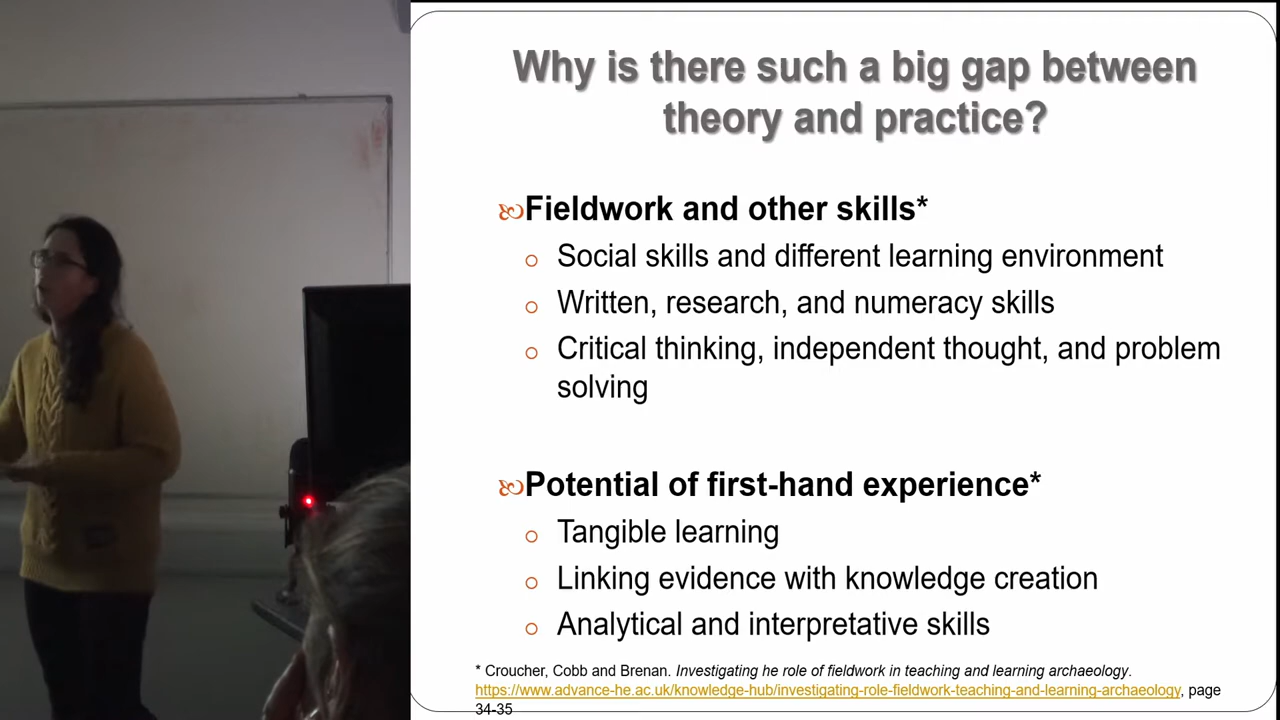 Why is there such a big gap between
theory and practice?
Fieldwork and other skills*
Social skills and different learning environment
Written, research, and numeracy skills
Critical thinking, independent thought, and problem
solving
Potential of first-hand experience*
Tangible learning
Linking evidence with knowledge creation
Analytical and interpretative skills
* Croucher, Cobb and Brenan. Investigating he role of fieldwork in teaching and learning archaeology.
https://www.advance-he.ac.uk/knowledge-hub/investigating-role-fieldwork-teaching-and-learning-archaeology, page
34-35